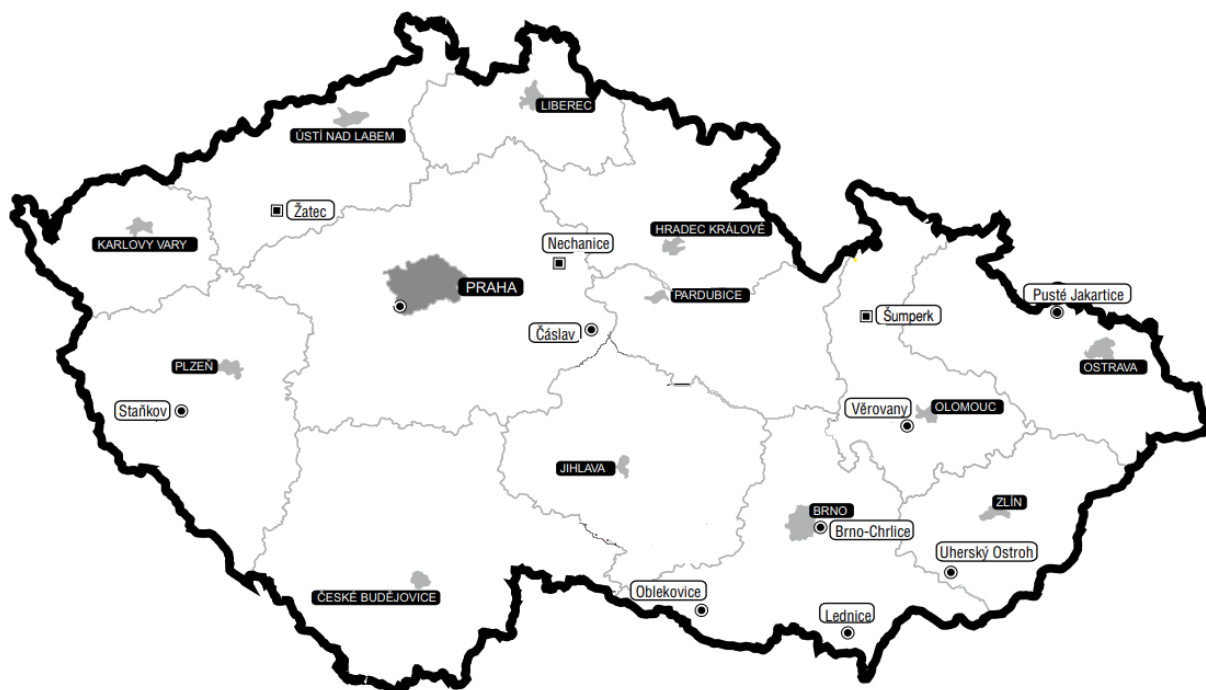 LIBEREC
ÚSTÍ NAD LABEM
Žatec
KARLOVY VARY
HRADEC KRÁLOVÉ
Nechanice
PRAHA
PARDUBICE
Pusté Jakartice
Šumperk
Čáslav
PLZEŇ
OSTRAVA
Staňkov
Věrovany
OLOMOUC
JIHLAVA
ZLÍN
BRNO
Brno-Chrlice
Uherský Ostroh
ČESKÉ BUDĚJOVICE
Oblekovice
Lednice